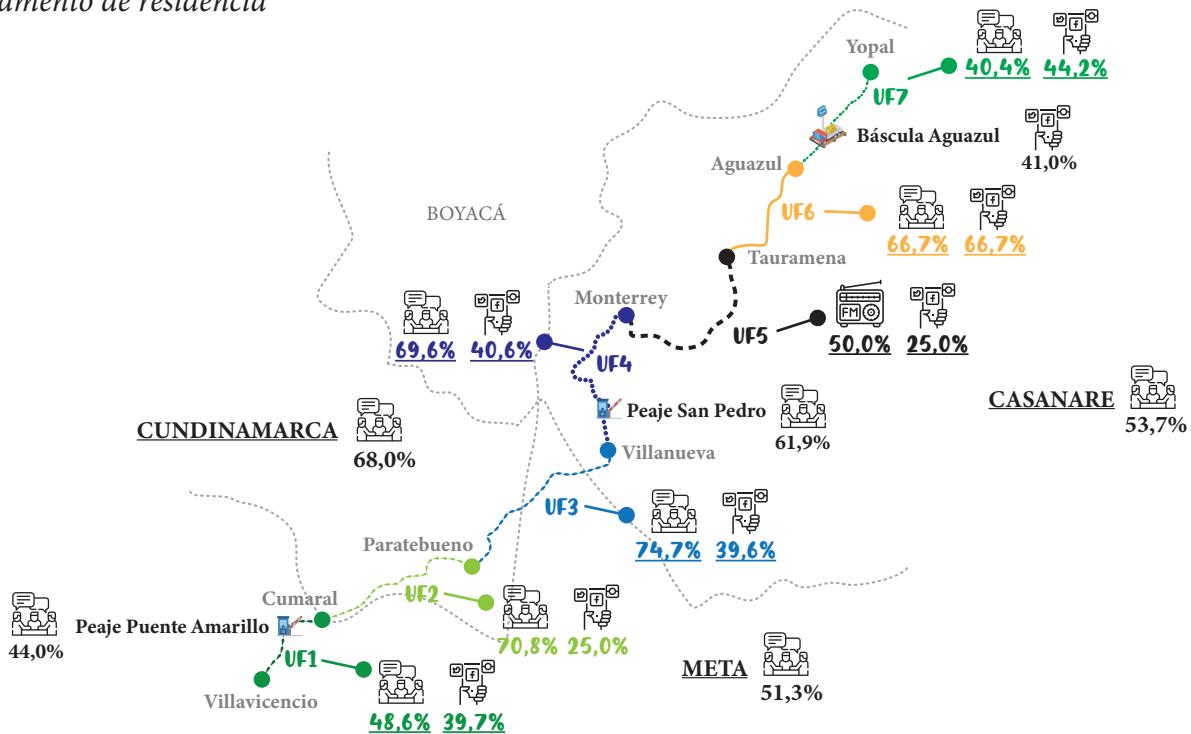 amento de residencia
Yopal
40,4% 44,2%
UF7
Báscula Aguazul
41,0%
Aguazul
BOYACÁ
UF6
66,7% 66,7%
Tauramena
Monterrey
FM
UF5
50,0% 25,0%
69,6% 40,6%
UF4
CASANARE
53,7%
Peaje San Pedro
61,9%
CUNDINAMARCA
68,0%
Villanueva
UF3
74,7% 39,6%
Paratebueno
UF2
70,8% 25,0%
Cumaral
Peaje Puente Amarillo
44,0%
UF1
META
51,3%
Villavicencio
48,6% 39,7%